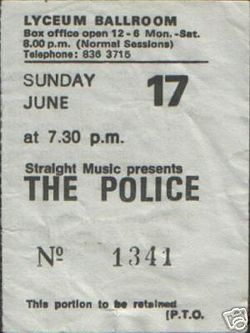 LYCEUM BALLROOM
Box office open 12-6 Mon.-Sat.
8.00 p.m. (Normal Sessions)
Telephone: 836 3715
SUNDAY
JUNE 17
at 7.30 p.m.
Straight Music presents
THE POLICE
No 1341
This portion to be retained
(P.T.O.)